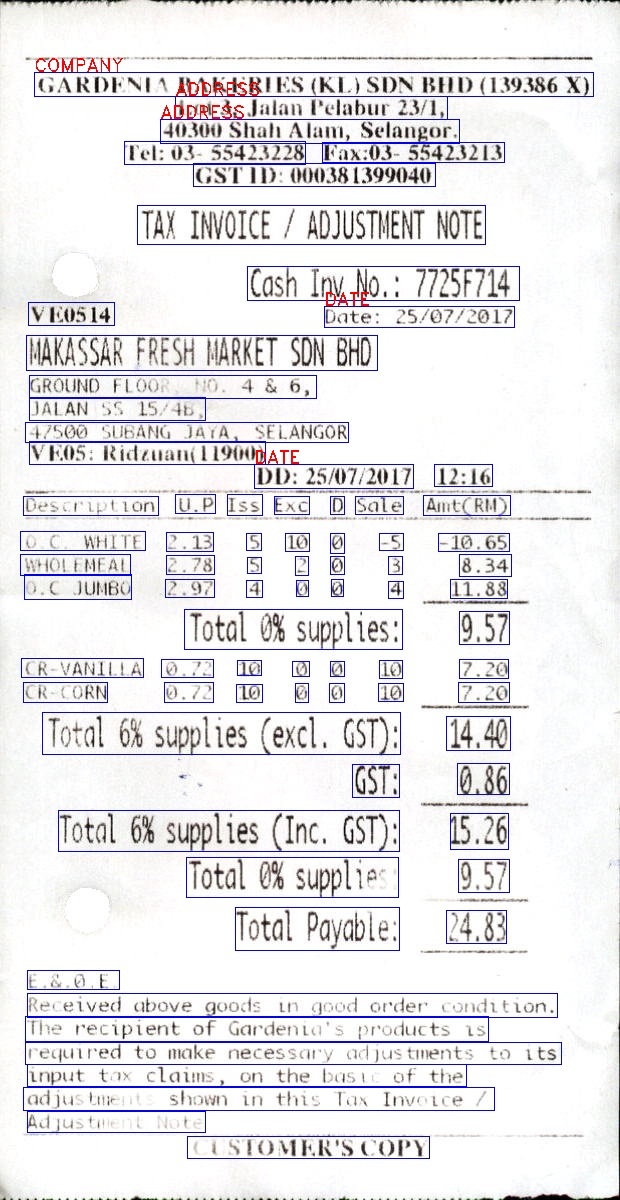 COMPANY
GARDENIA BAKERIES (KL) SDN BHD (139386 X)
ADDRESS
Lot 3, Jalan Pelabur 23/1,
ADDRESS
40300 Shah Alam, Selangor.
Tel: 03- 55423228 Fax:03- 55423213
GST ID: 000381399040
TAX INVOICE / ADJUSTMENT NOTE
Cash Inv No.: 7725F714
DATE
VE0514 Date: 25/07/2017
MAKASSAR FRESH MARKET SDN BHD
GROUND FLOOR, NO. 4 & 6,
JALAN SS 15/4B,
47500 SUBANG JAYA, SELANGOR
VE05: Ridzuan(11900)
DATE
DD: 25/07/2017 12:16
Description U.P Iss Exc D Sale Amt(RM)
O.C. WHITE 2.13 5 10 0 -5 -10.65
WHOLEMEAL 2.78 5 2 0 3 8.34
O.C JUMBO 2.97 4 0 0 4 11.88
Total 0% supplies: 9.57
CR-VANILLA 0.72 10 0 0 10 7.20
CR-CORN 0.72 10 0 0 10 7.20
Total 6% supplies (excl. GST): 14.40
GST: 0.86
Total 6% supplies (Inc. GST): 15.26
Total 0% supplies: 9.57
Total Payable: 24.83
E.&.O.E.
Received above goods in good order condition.
The recipient of Gardenia's products is
required to make necessary adjustments to its
input tax claims, on the basic of the
adjustments shown in this Tax Invoice /
Adjustment Note
CUSTOMER'S COPY